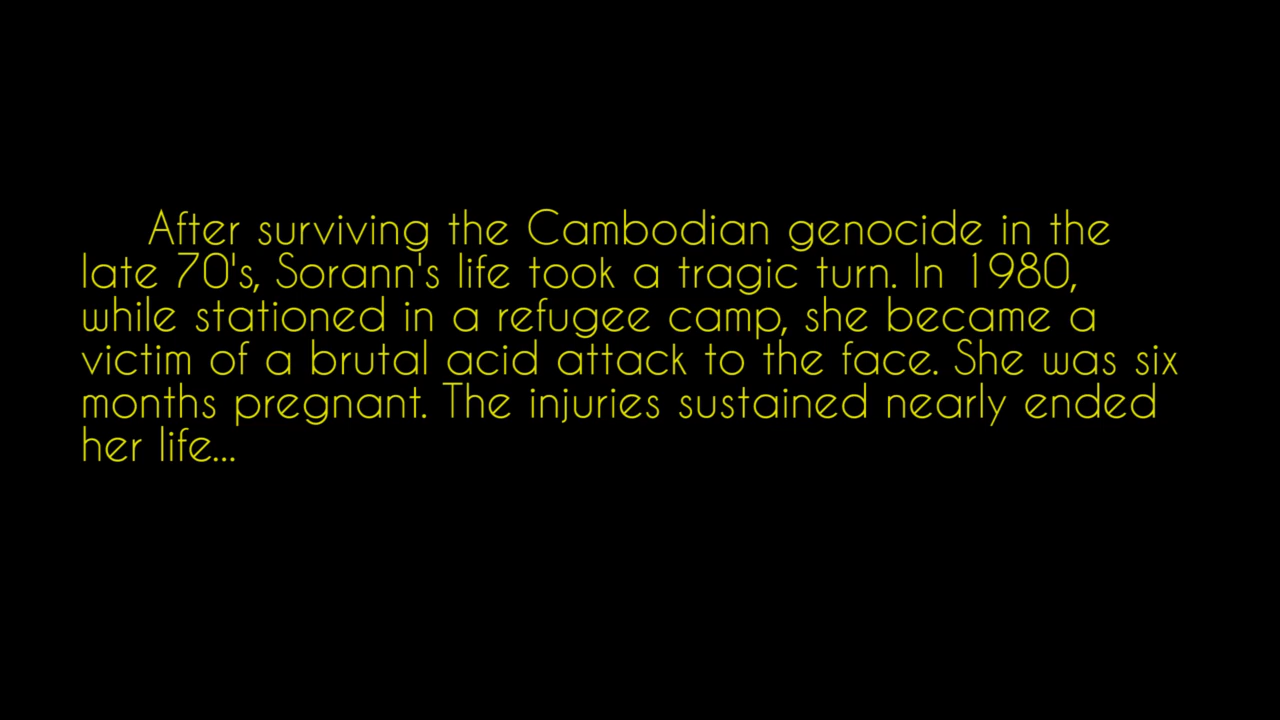 After surviving the Cambodian genocide in the
late 70's, Sorann's life took a tragic turn. In 1980,
while stationed in a refugee camp, she became a
victim of a brutal acid attack to the face. She was six
months pregnant. The injuries sustained nearly ended
her life...